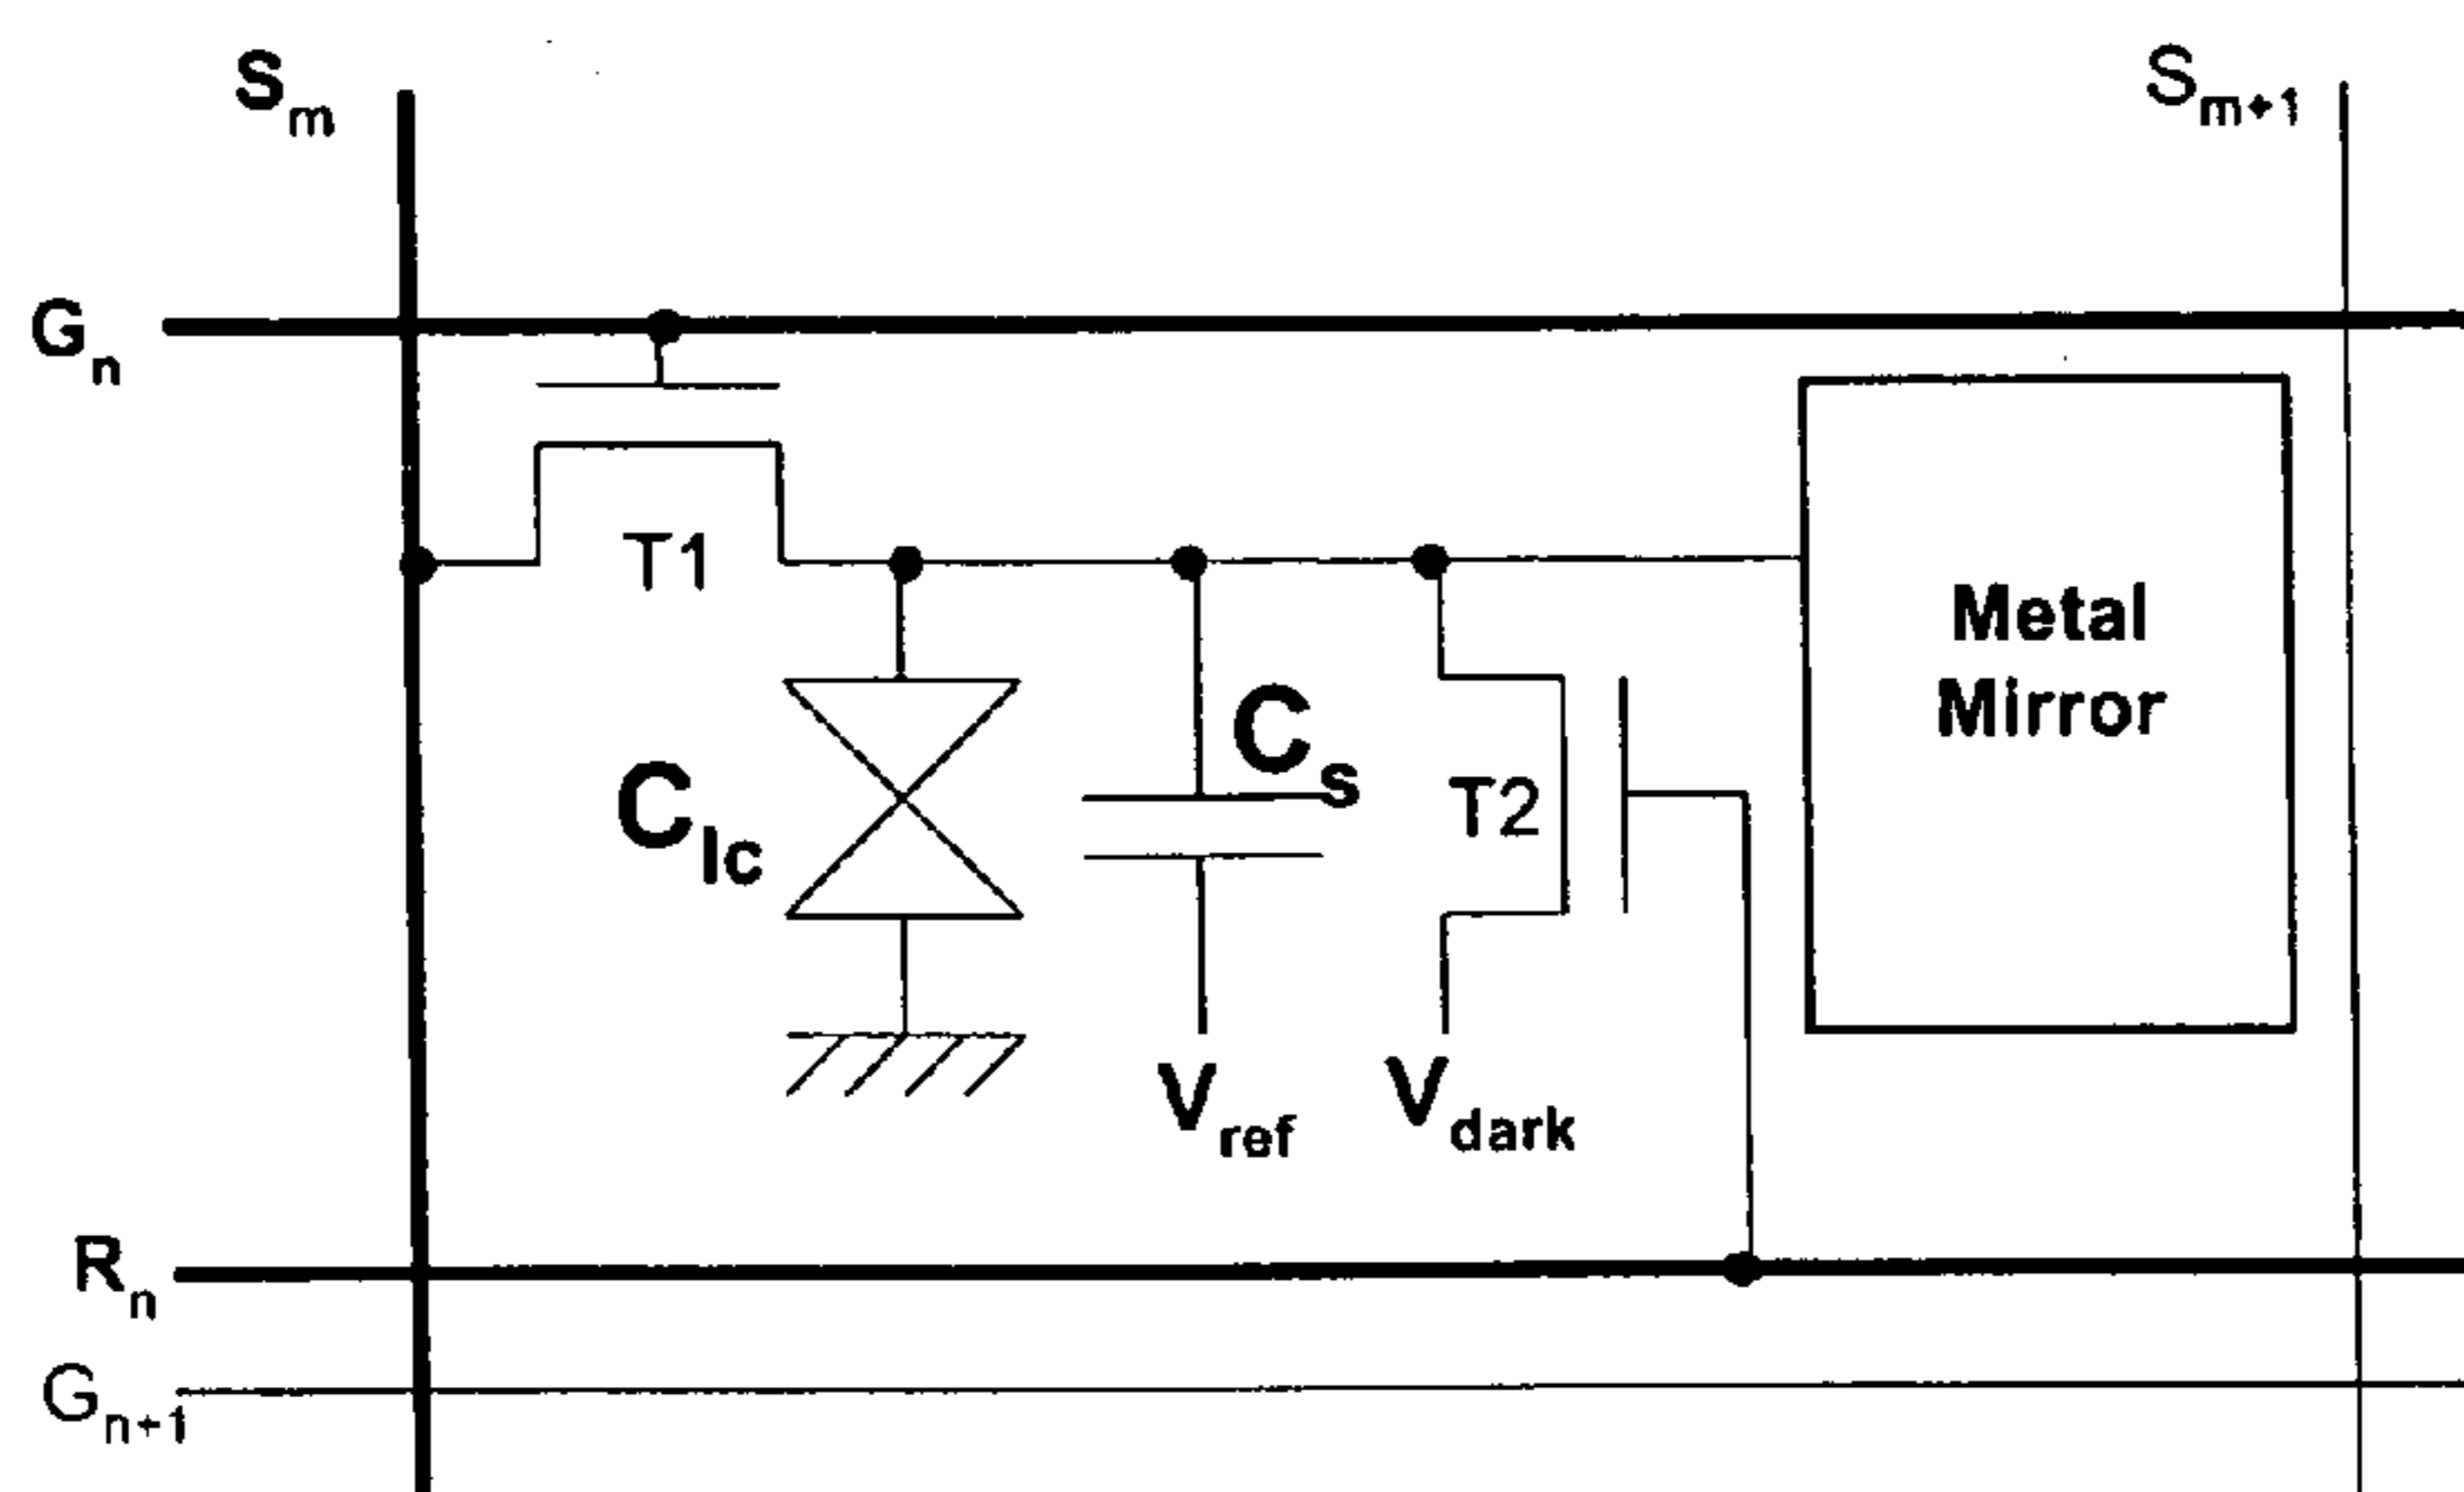 Sm
Sm+1
Gn
T1
Metal
Mirror
Cs
Clc
T2
Vref
Vdark
Rn
Gn+1